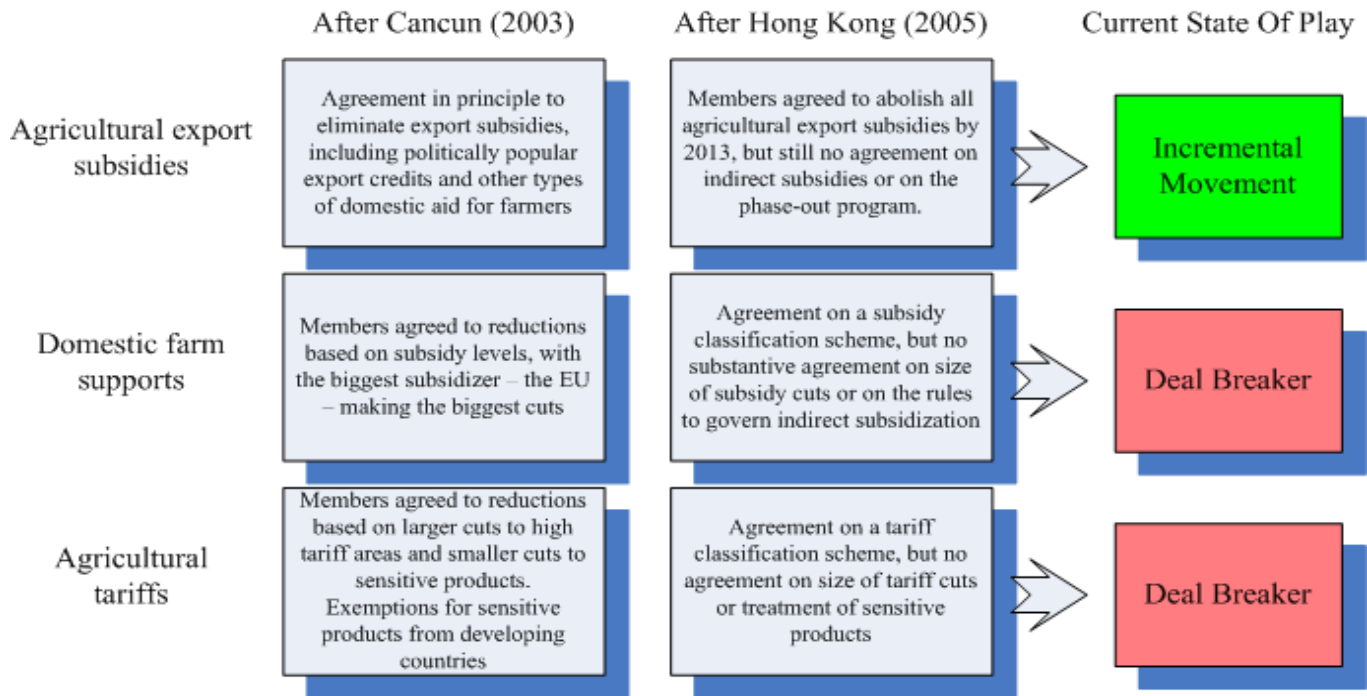 After Cancun (2003)
After Hong Kong (2005)
Current State Of Play
Agricultural export
subsidies
Agreement in principle to
eliminate export subsidies,
including politically popular
export credits and other types
of domestic aid for farmers
Members agreed to abolish all
agricultural export subsidies by
2013, but still no agreement on
indirect subsidies or on the
phase-out program.
Incremental
Movement
Domestic farm
supports
Members agreed to reductions
based on subsidy levels, with
the biggest subsidizer – the EU
– making the biggest cuts
Agreement on a subsidy
classification scheme, but no
substantive agreement on size
of subsidy cuts or on the rules
to govern indirect subsidization
Deal Breaker
Agricultural
tariffs
Members agreed to reductions
based on larger cuts to high
tariff areas and smaller cuts to
sensitive products.
Exemptions for sensitive
products from developing
countries
Agreement on a tariff
classification scheme, but no
agreement on size of tariff cuts
or treatment of sensitive
products
Deal Breaker